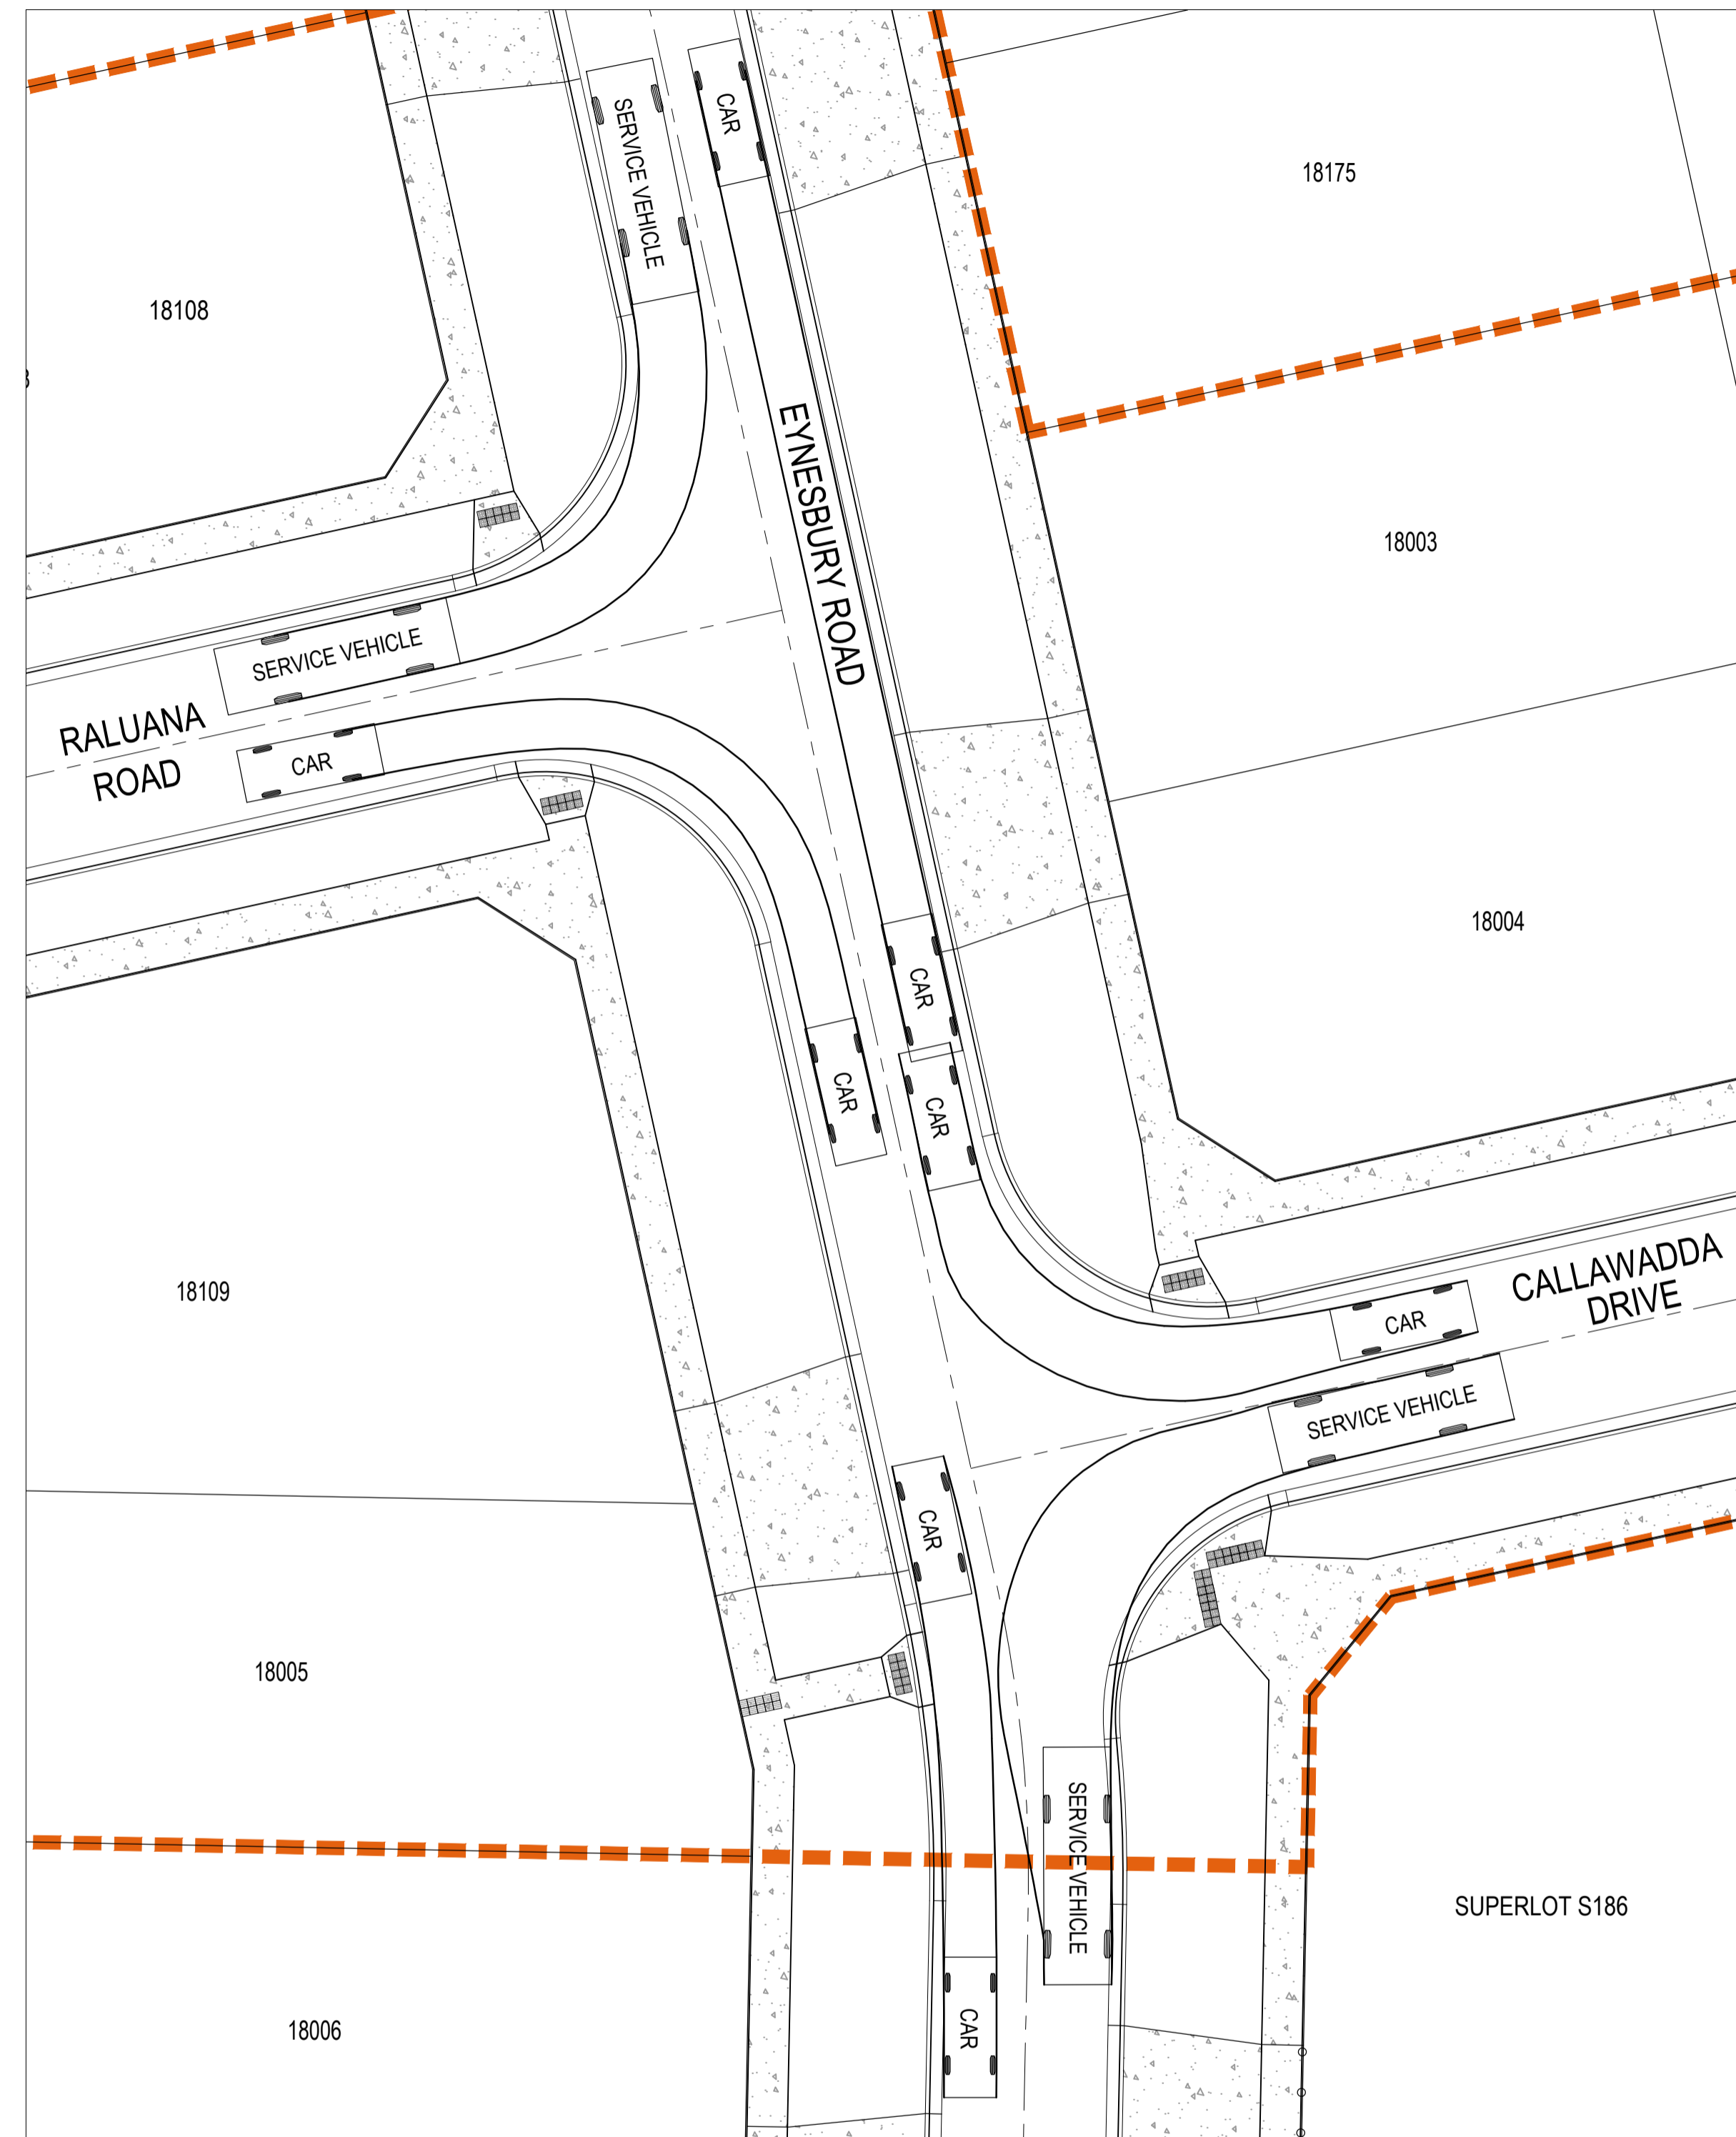 CAR
SERVICE VEHICLE
18175
18108
EYNESBURY ROAD
18003
SERVICE VEHICLE
RALUANA
ROAD
CAR
18004
CAR
CAR
CAR
18109
CALLAWADDA
DRIVE
CAR
SERVICE VEHICLE
CAR
18005
SERVICE VEHICLE
SUPERLOT S186
18006
CAR